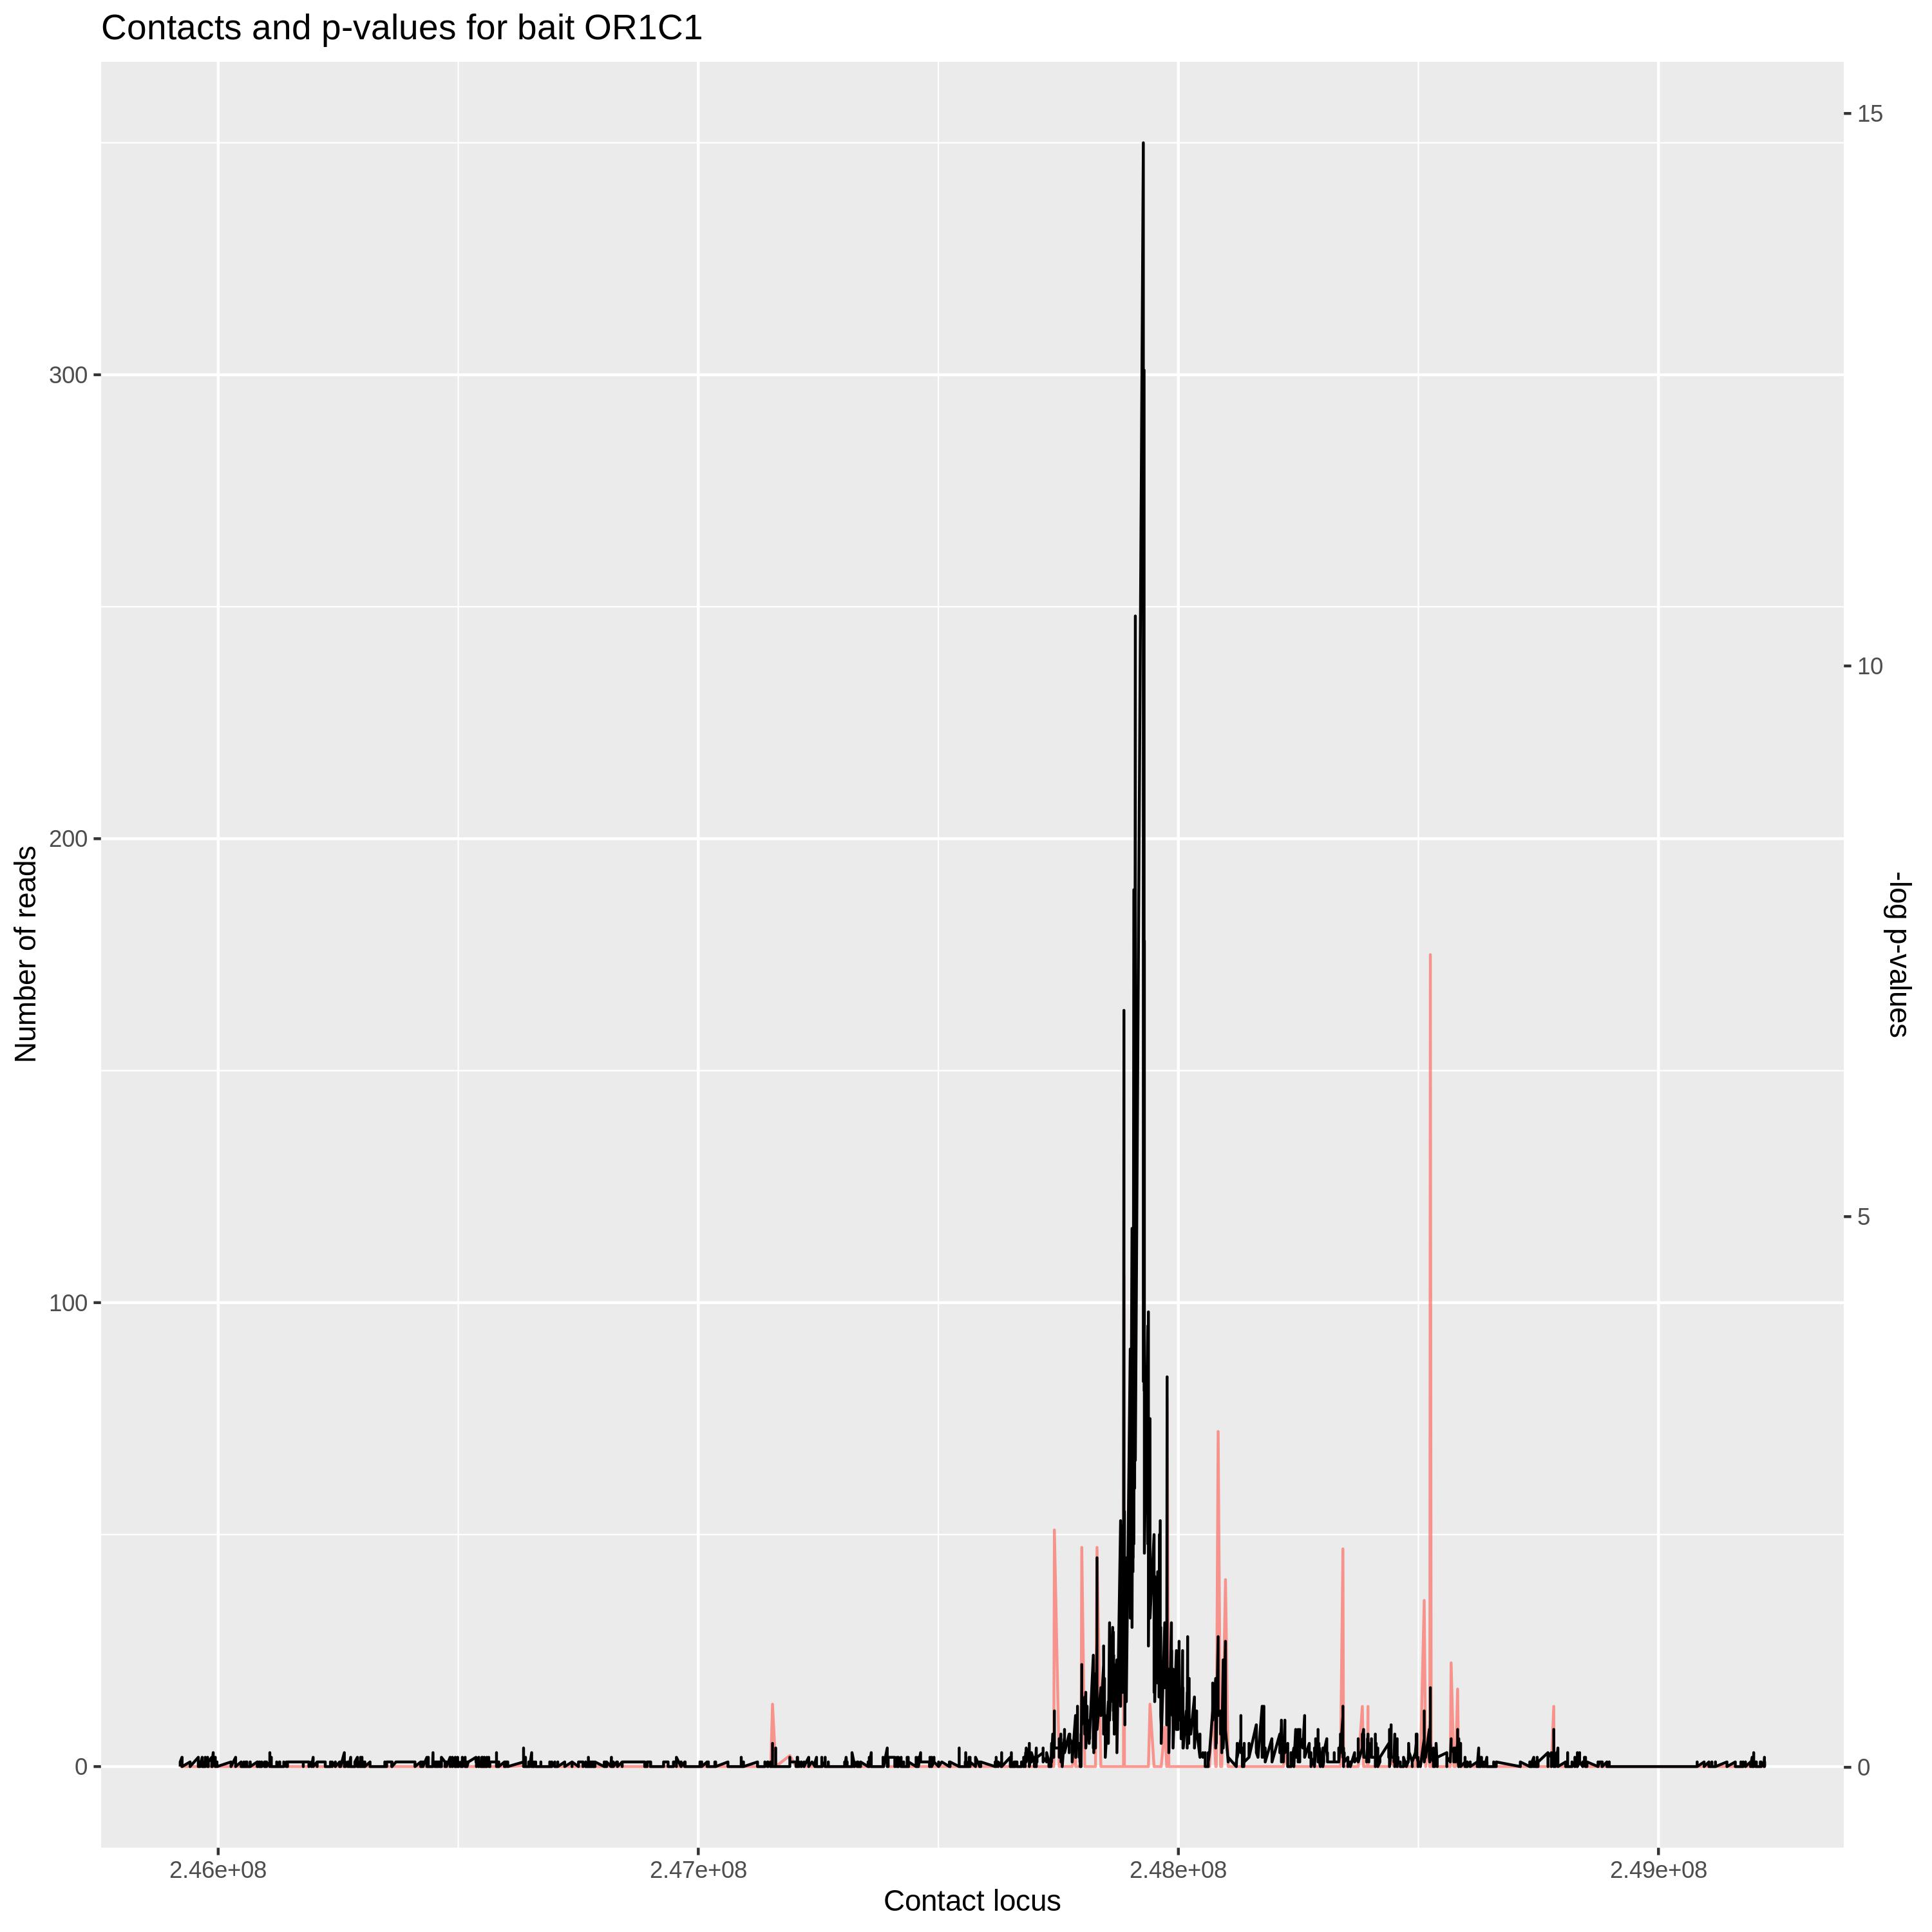 Contacts and p-values for bait OR1C1
Number of reads
300
200
100
0
15
10
5
0
-log p-values
2.46e+08
2.47e+08
2.48e+08
2.49e+08
Contact locus